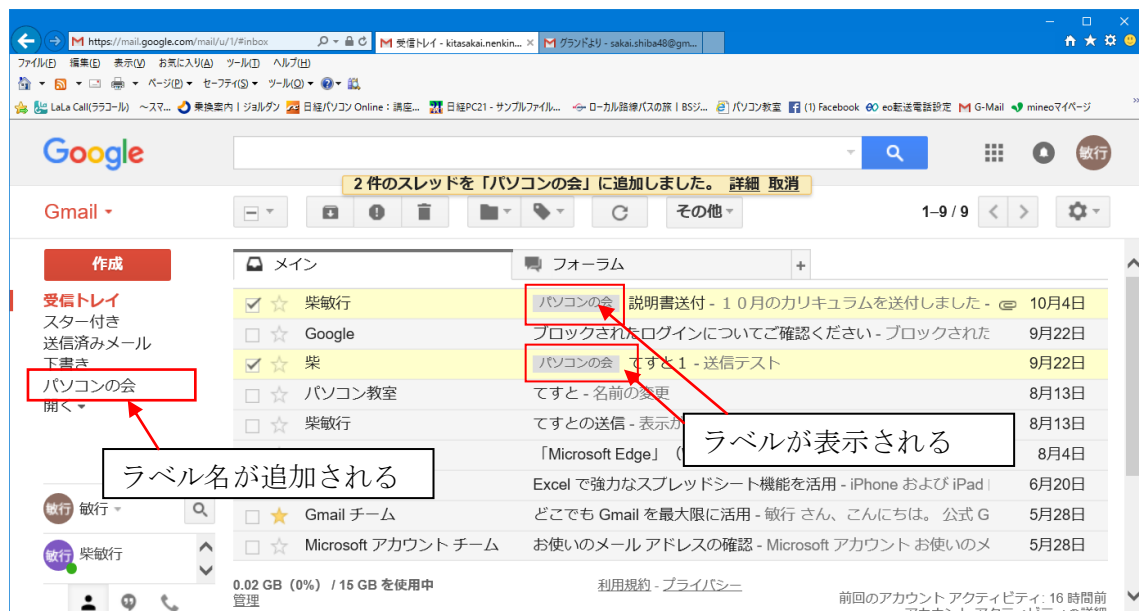 https://mail.google.com/mail/u/1/#inbox
受信トレイ - kitasakai.nenkin...
グランドより - sakai.shiba48@gm...
ファイル(F) 編集(E) 表示(V) お気に入り(A) ツール(T) ヘルプ(H)
ページ(P) セーフティ(S) ツール(O)
LaLa Call(ララコール) ～スマ... 乗換案内 | ジョルダン 日経パソコン Online：講座... 日経PC21 - サンプルファイル... ローカル路線バスの旅 | BSジ... パソコン教室 (1) Facebook eo転送電話設定 G-Mail mineoマイページ
Google
敏行
2 件のスレッドを「パソコンの会」に追加しました。 詳細 取消
Gmail
その他
1–9 / 9
作成
メイン
フォーラム
+
受信トレイ
スター付き
送信済みメール
下書き
パソコンの会
開く
柴敏行 パソコンの会 説明書送付 - １０月のカリキュラムを送付しました - 10月4日
Google ブロックされたログインについてご確認ください - ブロックされた 9月22日
柴 パソコンの会 てすと１ - 送信テスト 9月22日
パソコン教室 てすと - 名前の変更 8月13日
柴敏行 てすとの送信 - 表示が 8月13日
「Microsoft Edge」 8月4日
Excel で強力なスプレッドシート機能を活用 - iPhone および iPad 6月20日
Gmail チーム どこでも Gmail を最大限に活用 - 敏行 さん、こんにちは。 公式 G 5月28日
Microsoft アカウント チーム お使いのメール アドレスの確認 - Microsoft アカウント お使いのメ 5月28日
ラベルが表示される
ラベル名が追加される
敏行 敏行
敏行 柴敏行
0.02 GB（0%）/ 15 GB を使用中
管理
利用規約 - プライバシー
前回のアカウント アクティビティ: 16 時間前